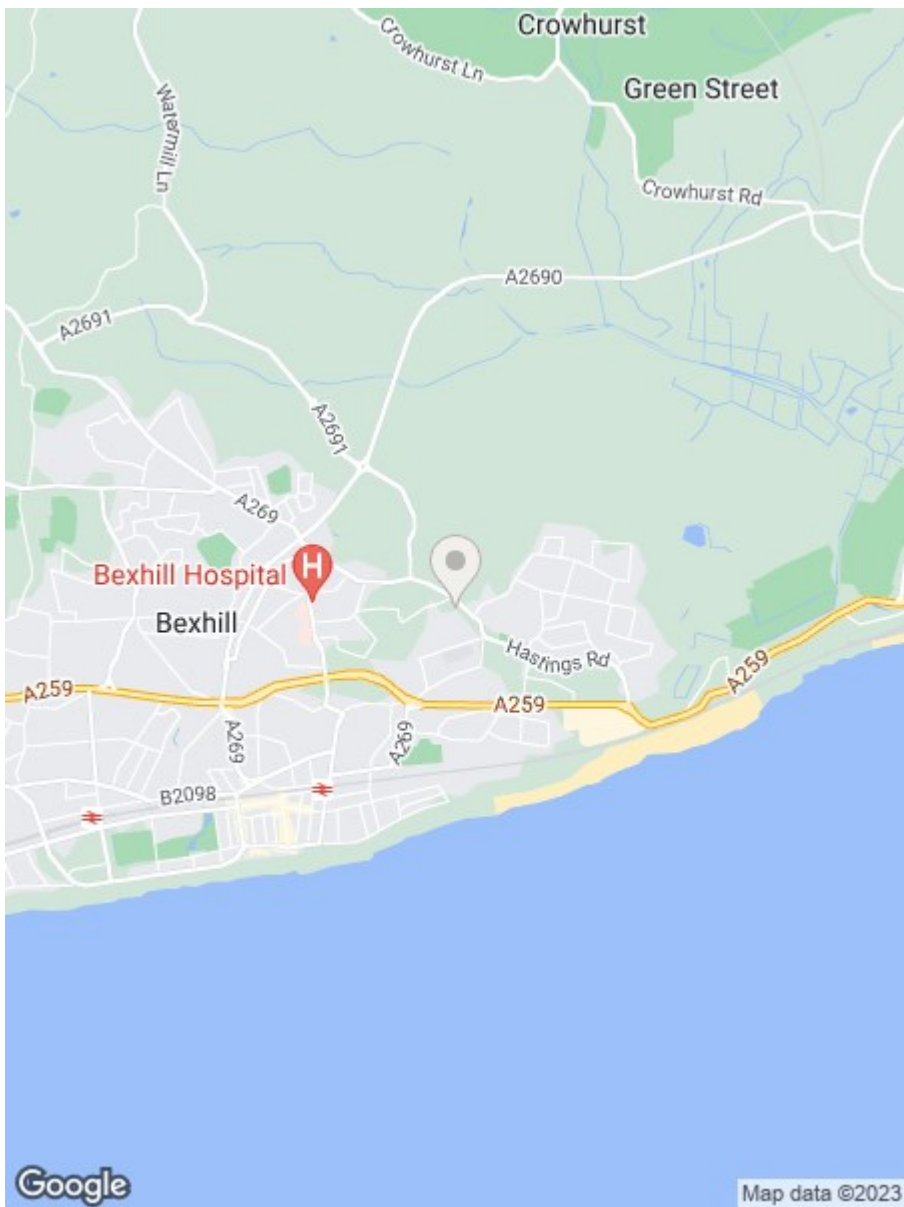 Crowhurst
Crowhurst Ln
Green Street
Watermill Ln
Crowhurst Rd
A2690
A2691
A2691
A269
H
Bexhill Hospital
Bexhill
Hastings Rd
A259
A259
A259
A269
A269
B2098
Google
Map data ©2023